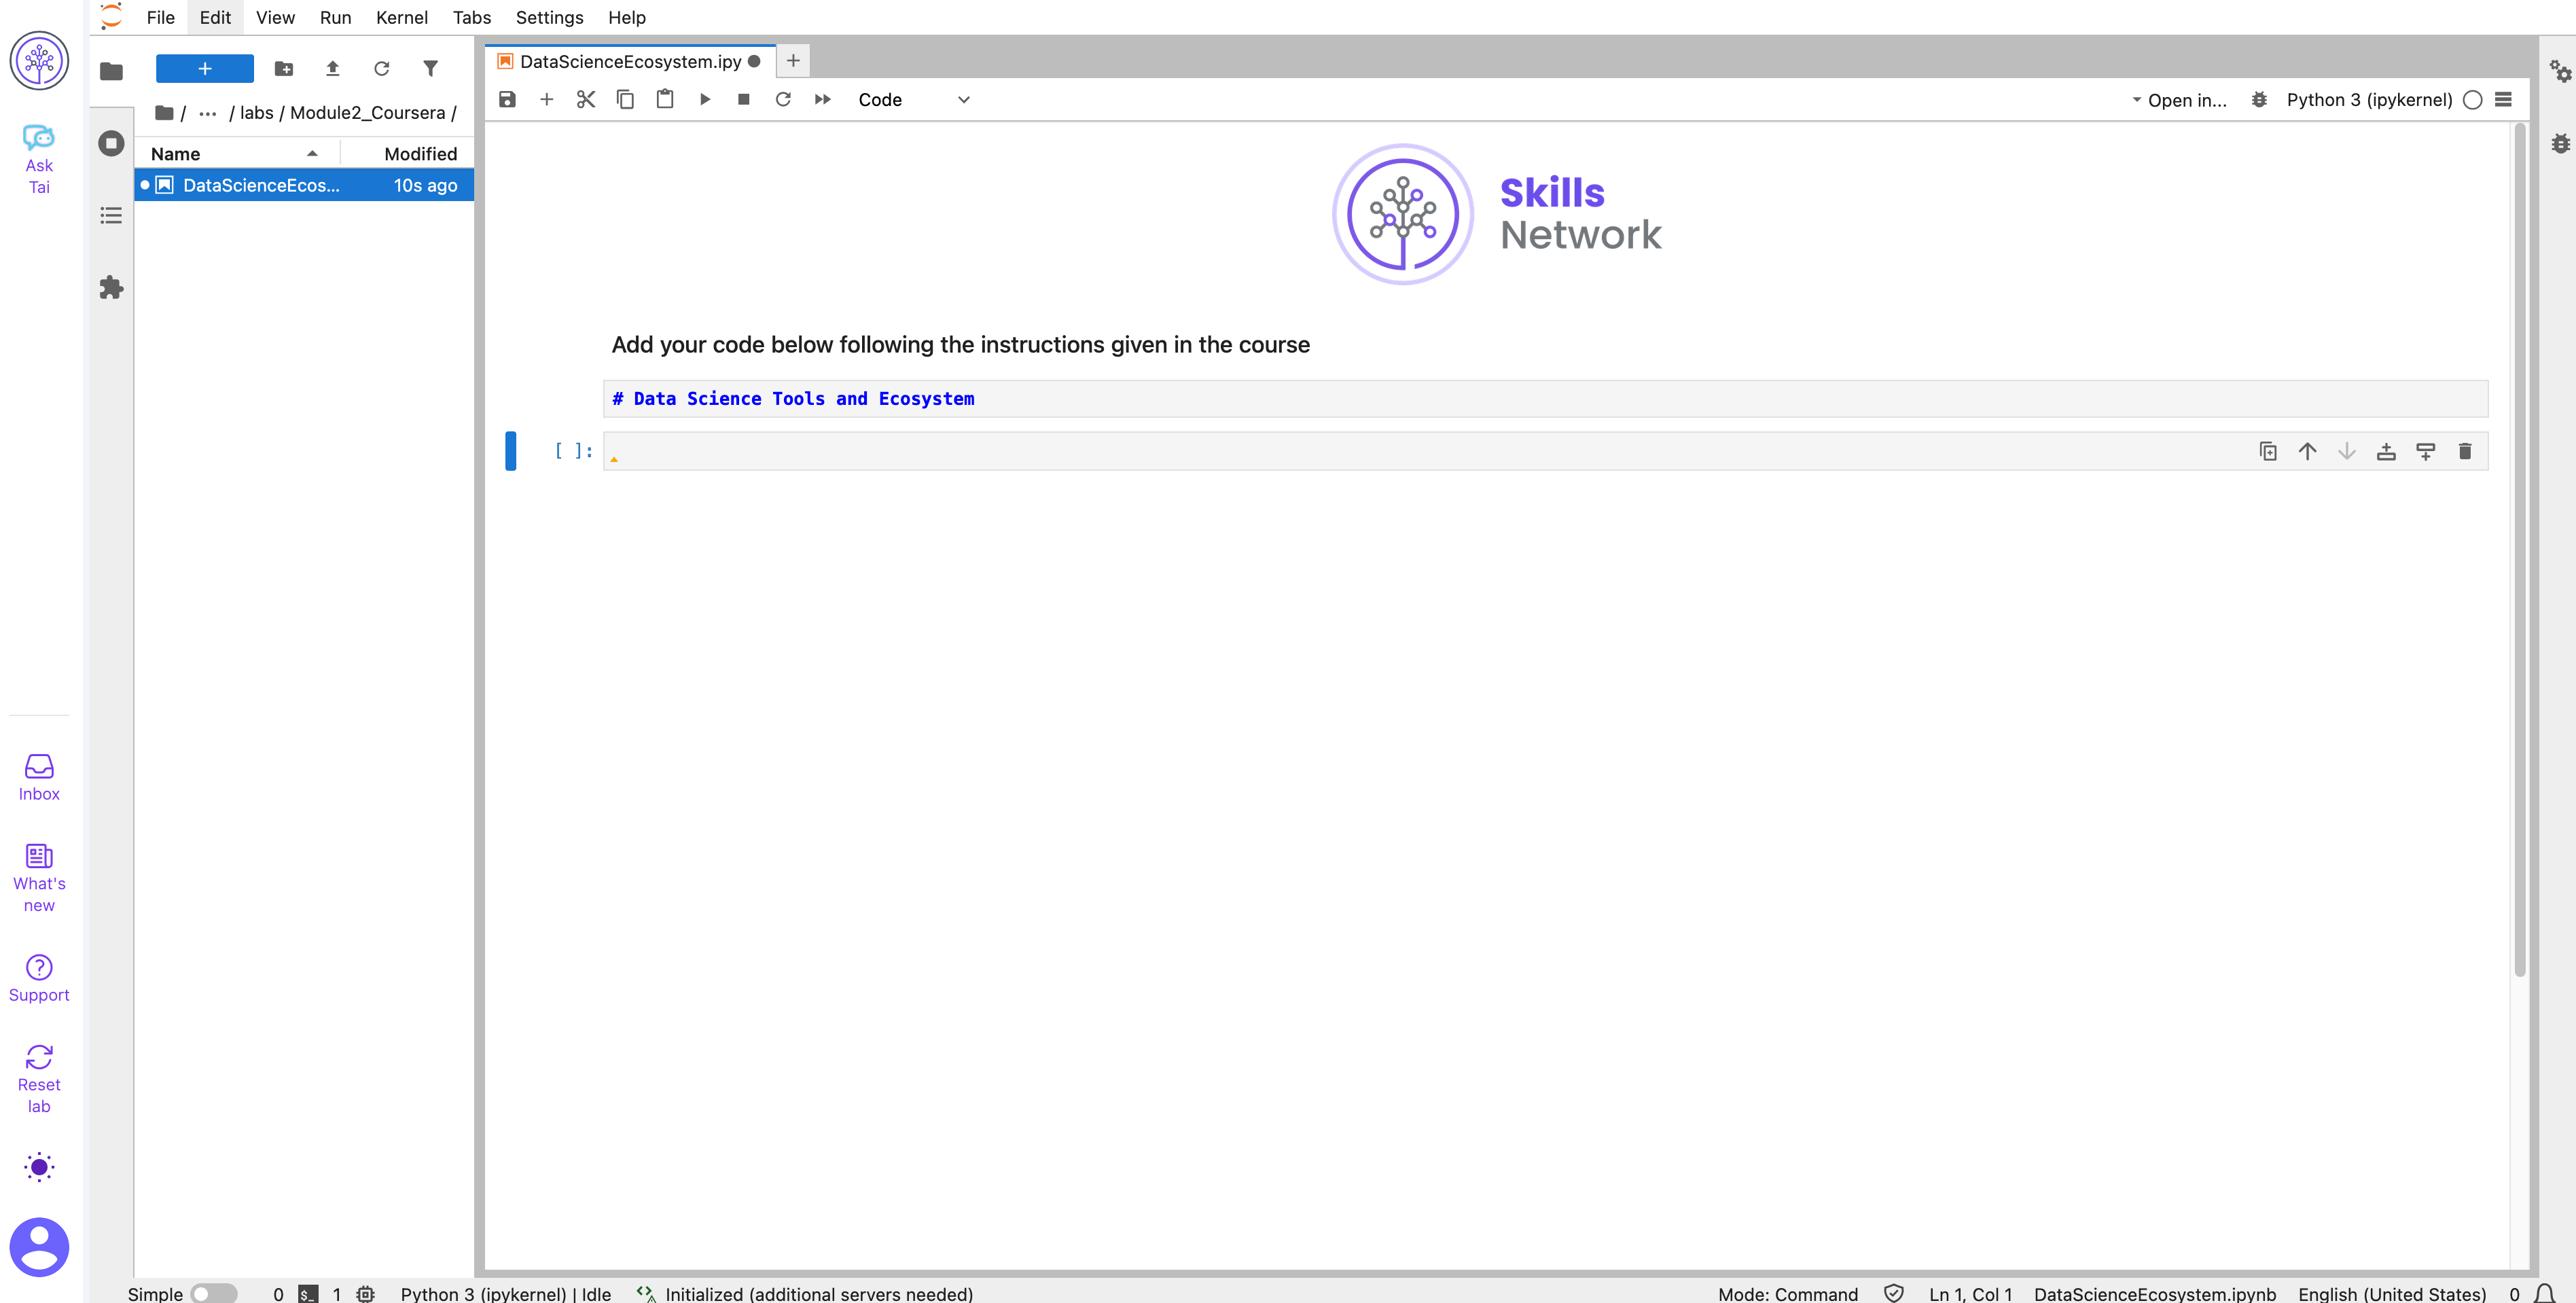 File Edit View Run Kernel Tabs Settings Help
Ask
Tai
/ ... / labs / Module2_Coursera /
Name Modified
DataScienceEcos... 10s ago
DataScienceEcosystem.ipy
Code
Open in...
Python 3 (ipykernel)
Skills
Network
Add your code below following the instructions given in the course
# Data Science Tools and Ecosystem
[ ]:
Inbox
What's
new
Support
Reset
lab
Simple 0 $_ 1 Python 3 (ipykernel) | Idle Initialized (additional servers needed) Mode: Command Ln 1, Col 1 DataScienceEcosystem.ipynb English (United States) 0